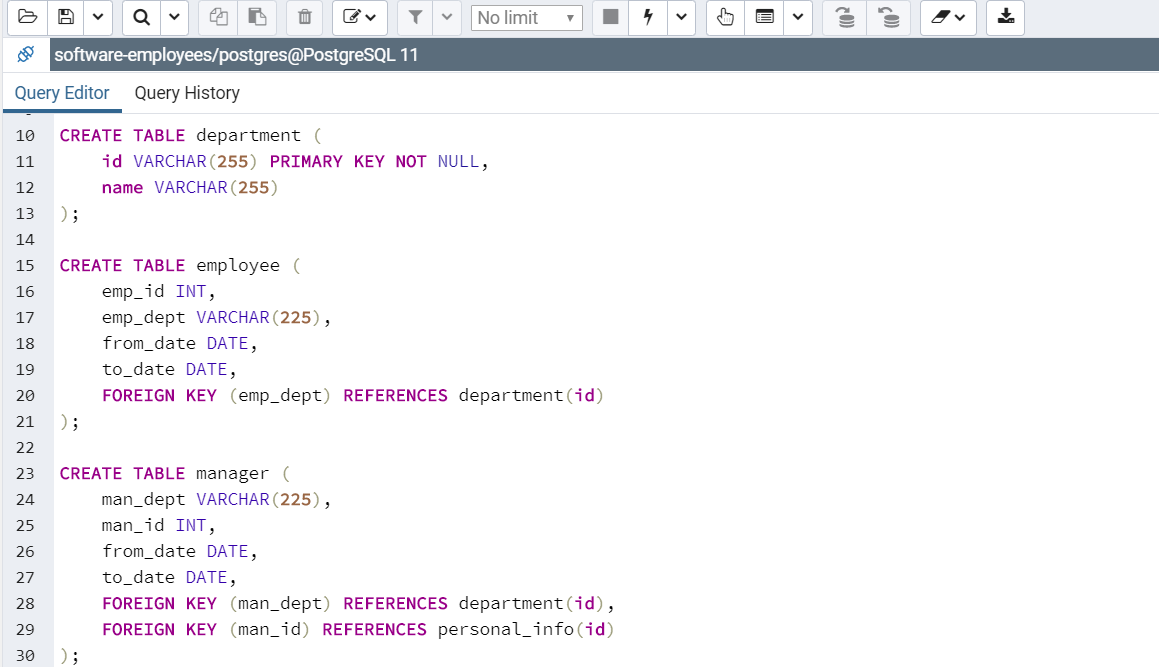 No limit
software-employees/postgres@PostgreSQL 11
Query Editor Query History
10 CREATE TABLE department (
11 id VARCHAR(255) PRIMARY KEY NOT NULL,
12 name VARCHAR(255)
13 );
14
15 CREATE TABLE employee (
16 emp_id INT,
17 emp_dept VARCHAR(225),
18 from_date DATE,
19 to_date DATE,
20 FOREIGN KEY (emp_dept) REFERENCES department(id)
21 );
22
23 CREATE TABLE manager (
24 man_dept VARCHAR(225),
25 man_id INT,
26 from_date DATE,
27 to_date DATE,
28 FOREIGN KEY (man_dept) REFERENCES department(id),
29 FOREIGN KEY (man_id) REFERENCES personal_info(id)
30 );